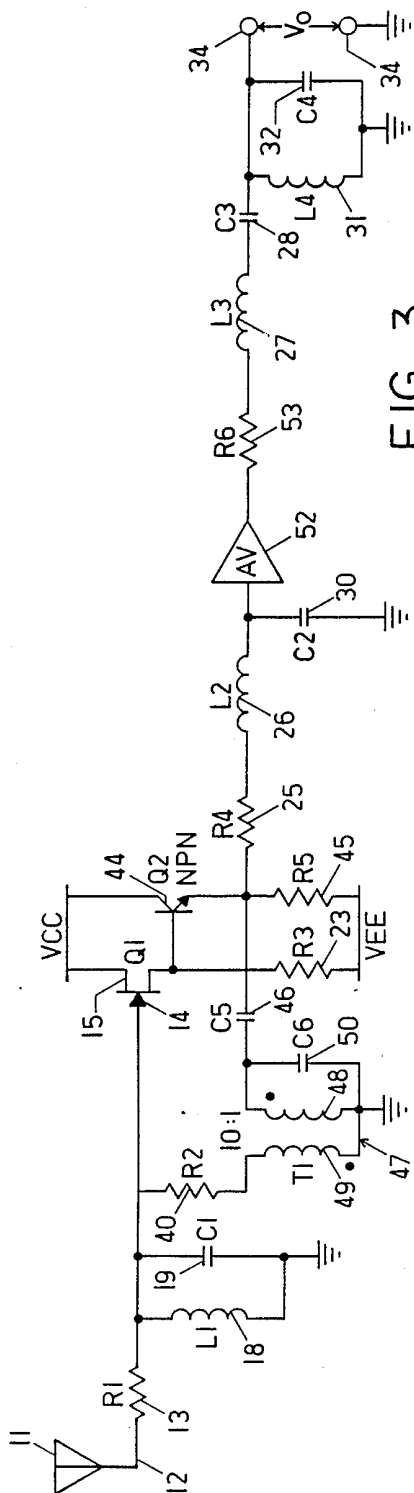 11
12
R1
13
L1
18
19
C1
R2
40
T1
49
10:1
48
47
C6
50
C5
46
VCC
15
Q1
14
44
Q2
NPN
R3
23
R5
45
VEE
R4
25
L2
26
C2
30
AV
52
R6
53
L3
27
C3
28
L4
31
32
C4
34
Vo
34
FIG 3